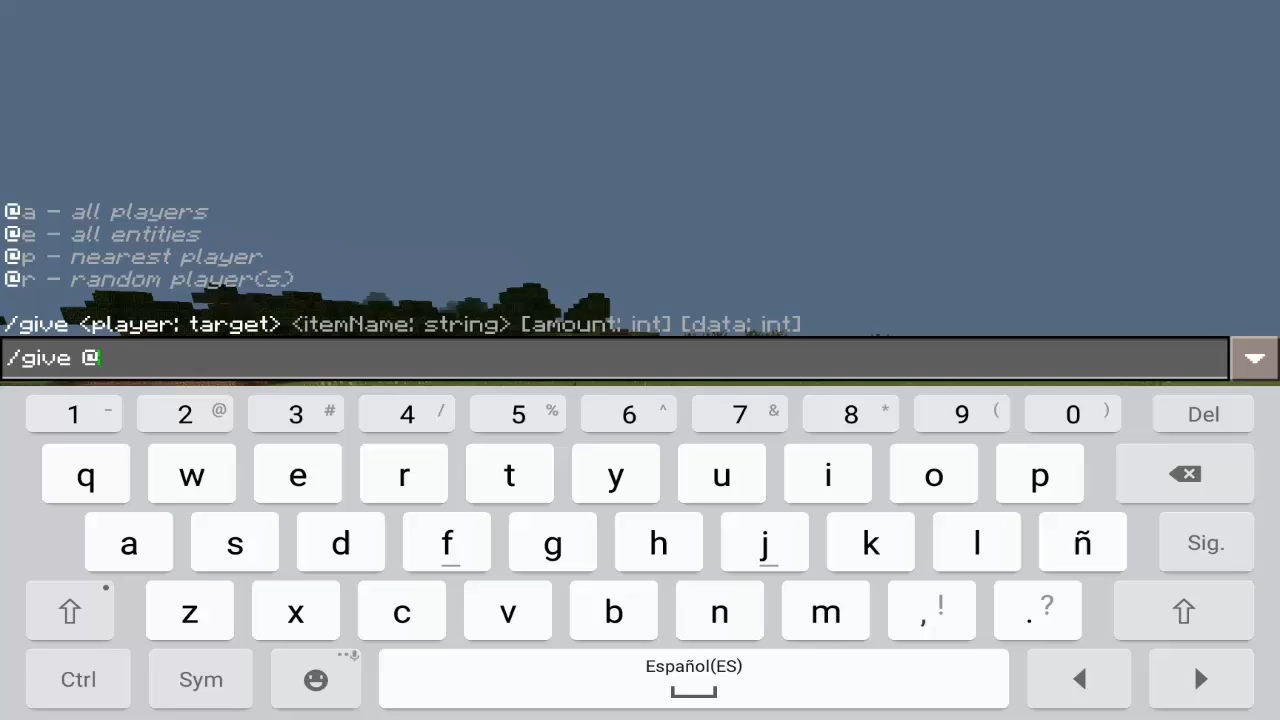 @a - all players
@e - all entities
@p - nearest player
@r - random player(s)
/give <player: target> <itemName: string> [amount: int] [data: int]
/give @
1 - 2 @ 3 # 4 / 5 % 6 ^ 7 & 8 * 9 ( 0 ) Del
q w e r t y u i o p
a s d f g h j k l ñ Sig.
z x c v b n m , ! . ?
Ctrl Sym Español(ES)